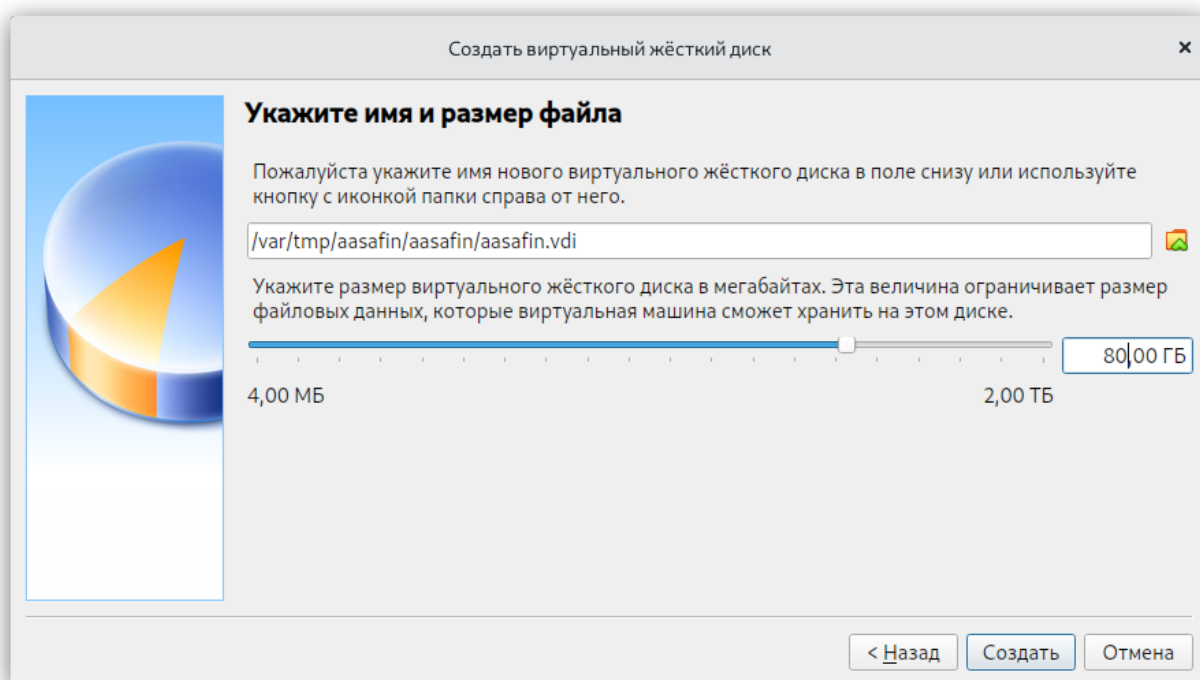 Создать виртуальный жёсткий диск
×
Укажите имя и размер файла
Пожалуйста укажите имя нового виртуального жёсткого диска в поле снизу или используйте
кнопку с иконкой папки справа от него.
/var/tmp/aasafin/aasafin/aasafin.vdi
Укажите размер виртуального жёсткого диска в мегабайтах. Эта величина ограничивает размер
файловых данных, которые виртуальная машина сможет хранить на этом диске.
80,00 ГБ
4,00 МБ 2,00 ТБ
< Назад Создать Отмена